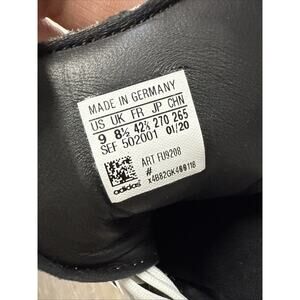 MADE IN GERMANY
US UK FR JP CHN
9 8½ 42⅔ 270 265
SEF 502001 01/20
ART FU9208
#
x4B82GK400116
adidas